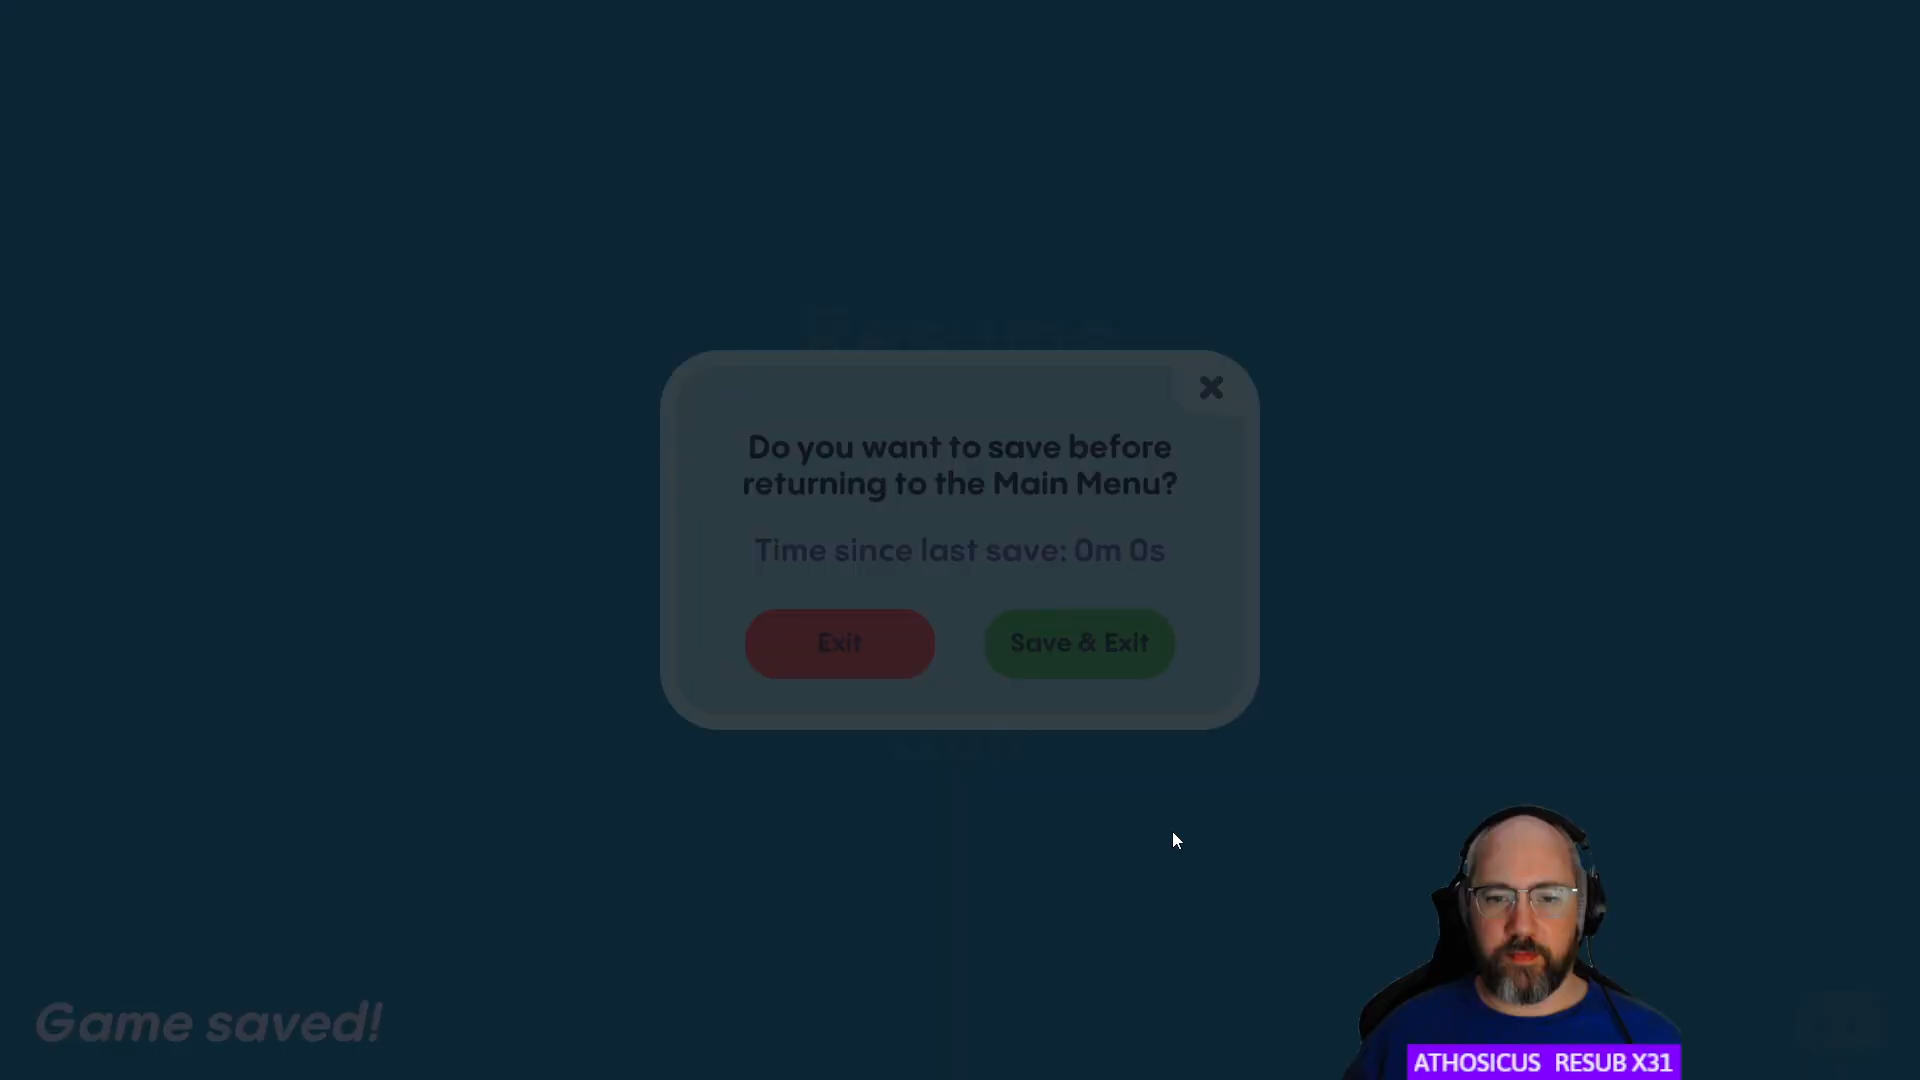 Do you want to save before
returning to the Main Menu?
Time since last save: 0m 0s
Exit
Save & Exit
Game saved!
ATHOSICUS RESUB X31